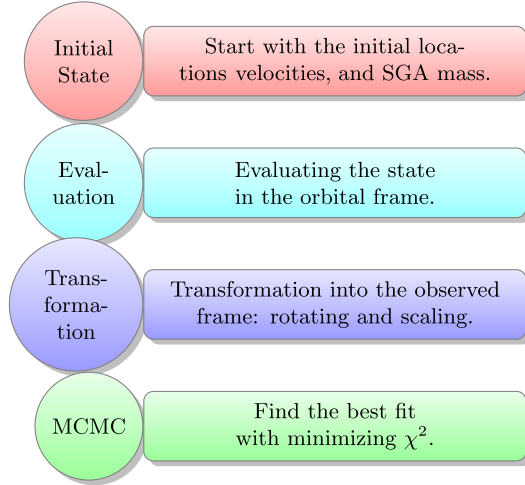 Initial
State
Start with the initial loca-
tions velocities, and SGA mass.
Eval-
uation
Evaluating the state
in the orbital frame.
Trans-
forma-
tion
Transformation into the observed
frame: rotating and scaling.
MCMC
Find the best fit
with minimizing χ².